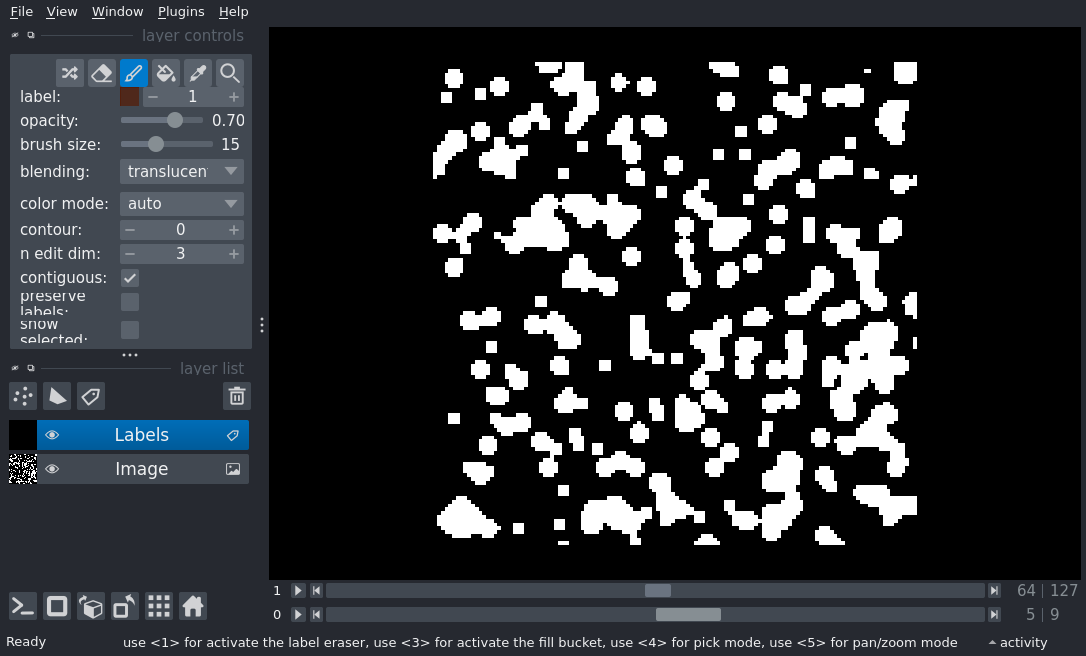 File View Window Plugins Help
layer controls
label: 1
opacity: 0.70
brush size: 15
blending: translucen
color mode: auto
contour: 0
n edit dim: 3
contiguous:
preserve
labels:
show
selected:
layer list
Labels
Image
1 64 | 127
0 5 | 9
Ready use <1> for activate the label eraser, use <3> for activate the fill bucket, use <4> for pick mode, use <5> for pan/zoom mode activity